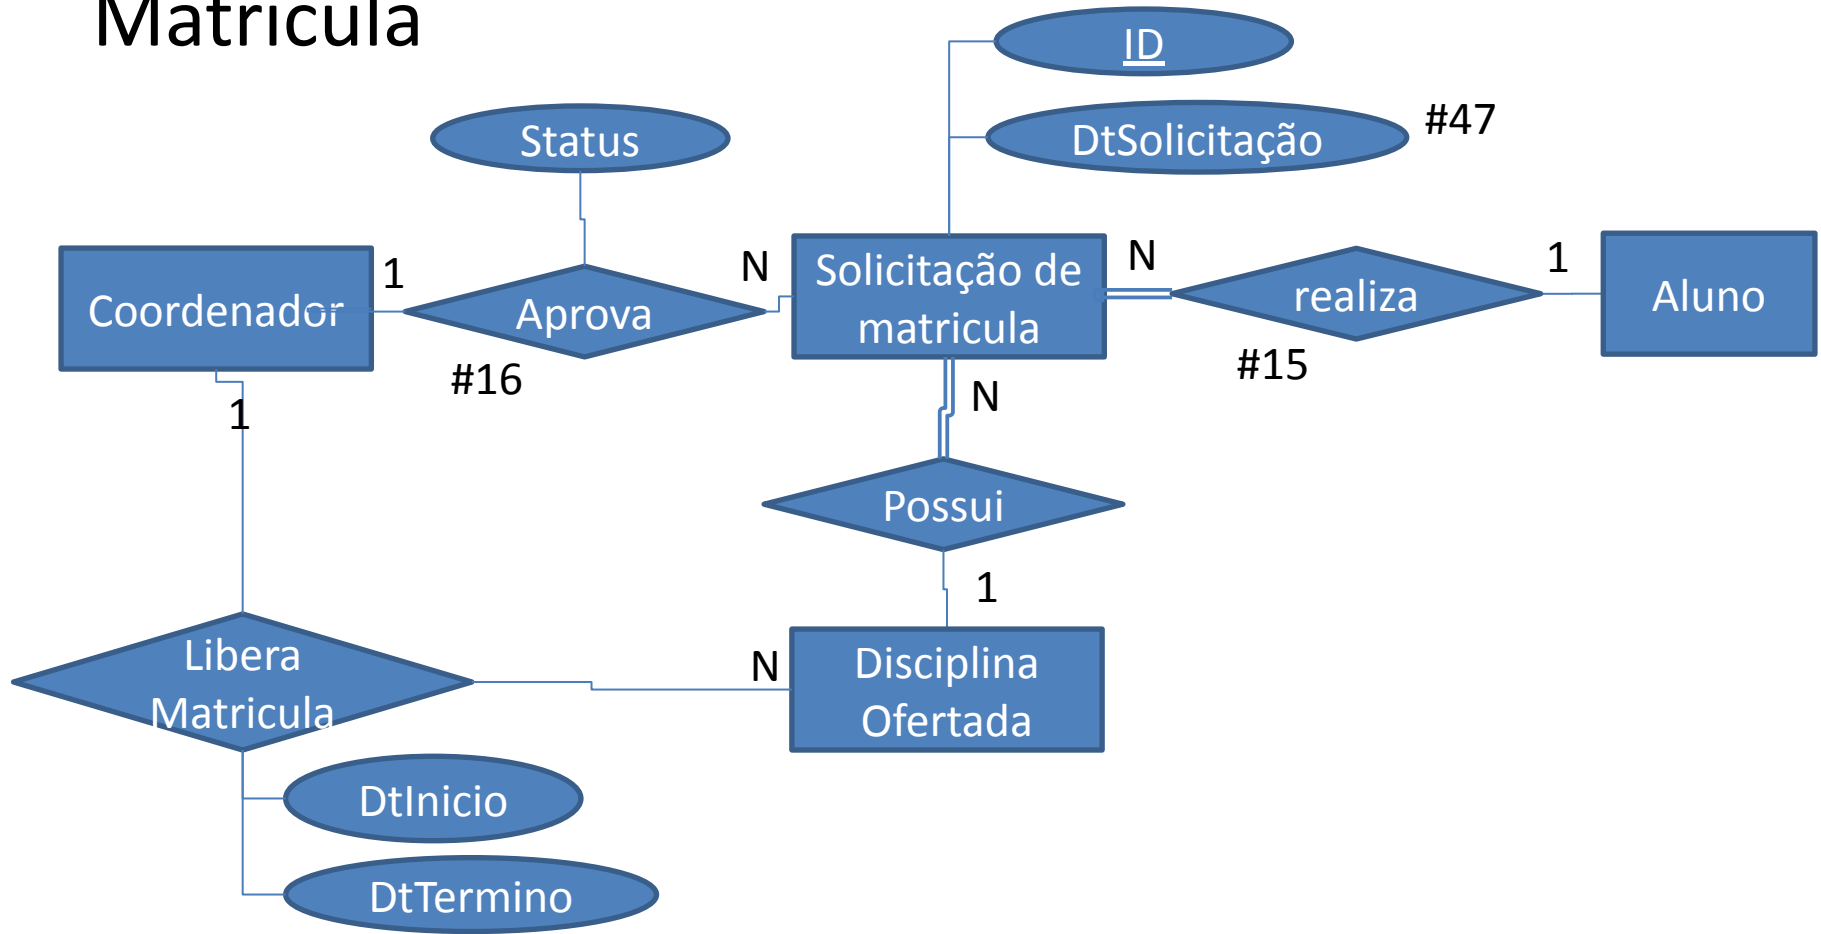 Matricula
ID
#47
DtSolicitação
Status
Coordenador
1
Aprova
N
Solicitação de
matricula
N
realiza
1
Aluno
#16
#15
1
N
Possui
1
Libera
Matricula
N
Disciplina
Ofertada
DtInicio
DtTermino